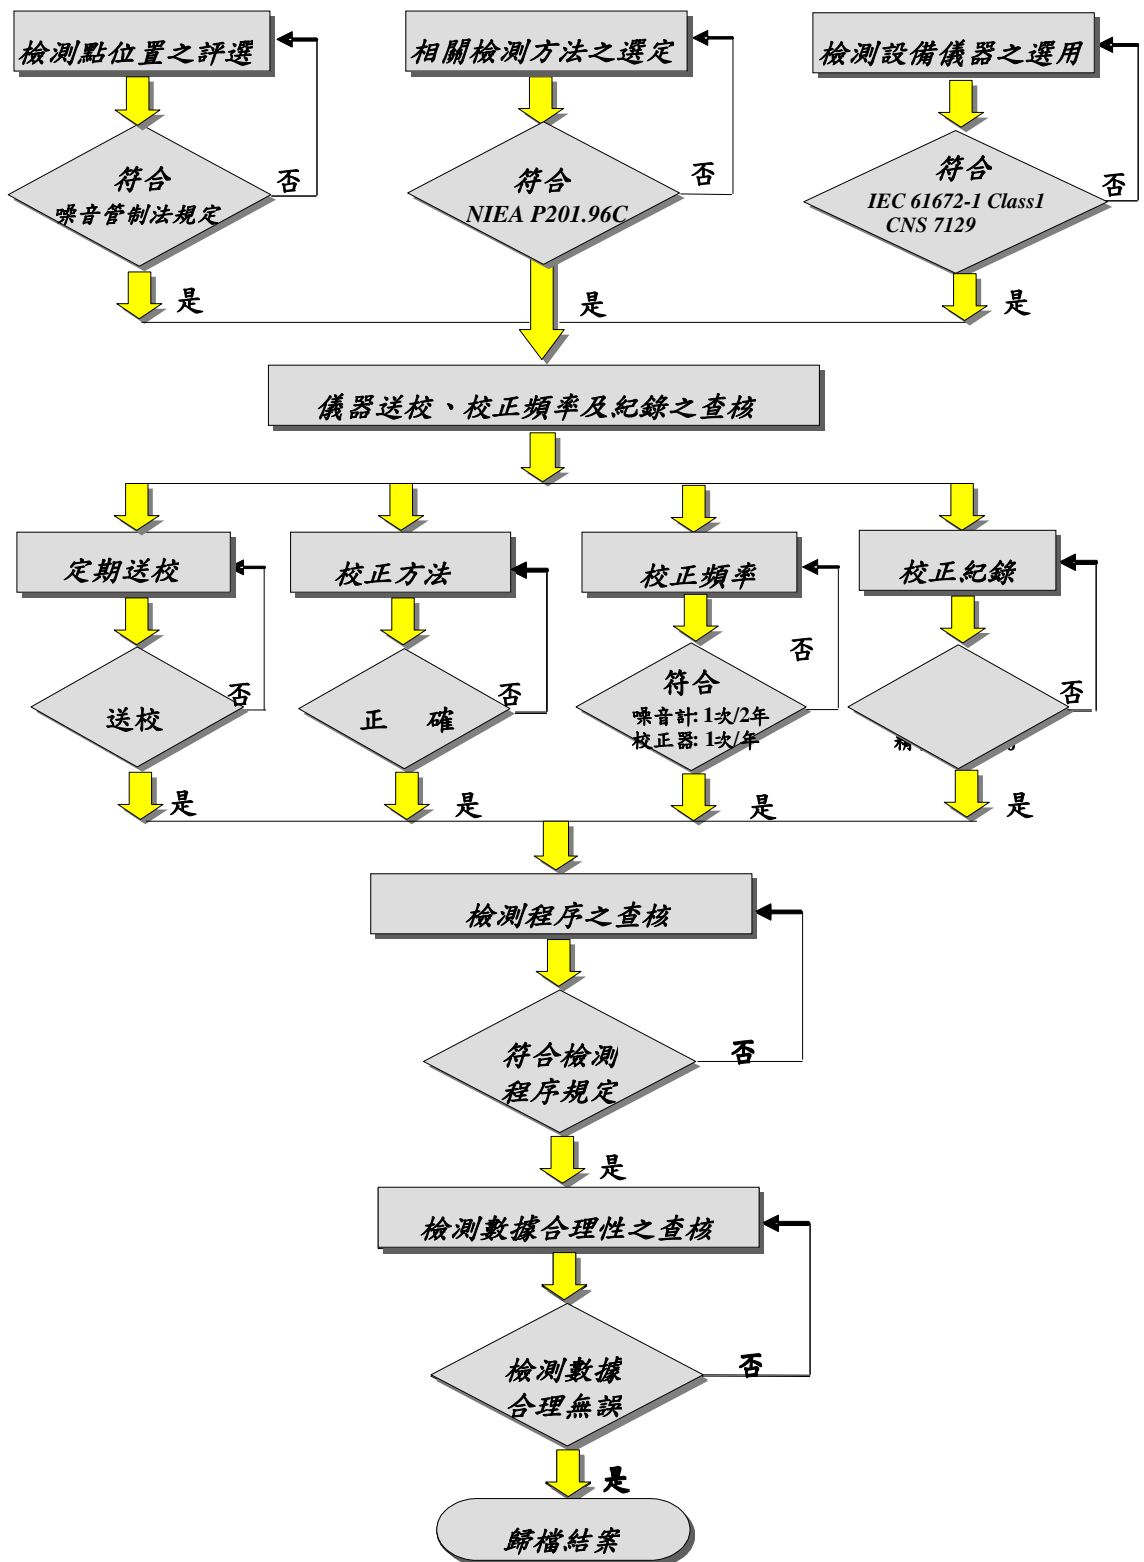 檢測點位置之評選
相關檢測方法之選定
檢測設備儀器之選用
符合
噪音管制法規定
否
符合
NIEA P201.96C
否
符合
IEC 61672-1 Class1
CNS 7129
否
是
是
是
儀器送校、校正頻率及紀錄之查核
定期送校
校正方法
校正頻率
校正紀錄
送校
否
正 確
否
符合
噪音計: 1次/2年
校正器: 1次/年
否
否
是
是
是
是
檢測程序之查核
符合檢測
程序規定
否
是
檢測數據合理性之查核
檢測數據
合理無誤
否
是
歸檔結案